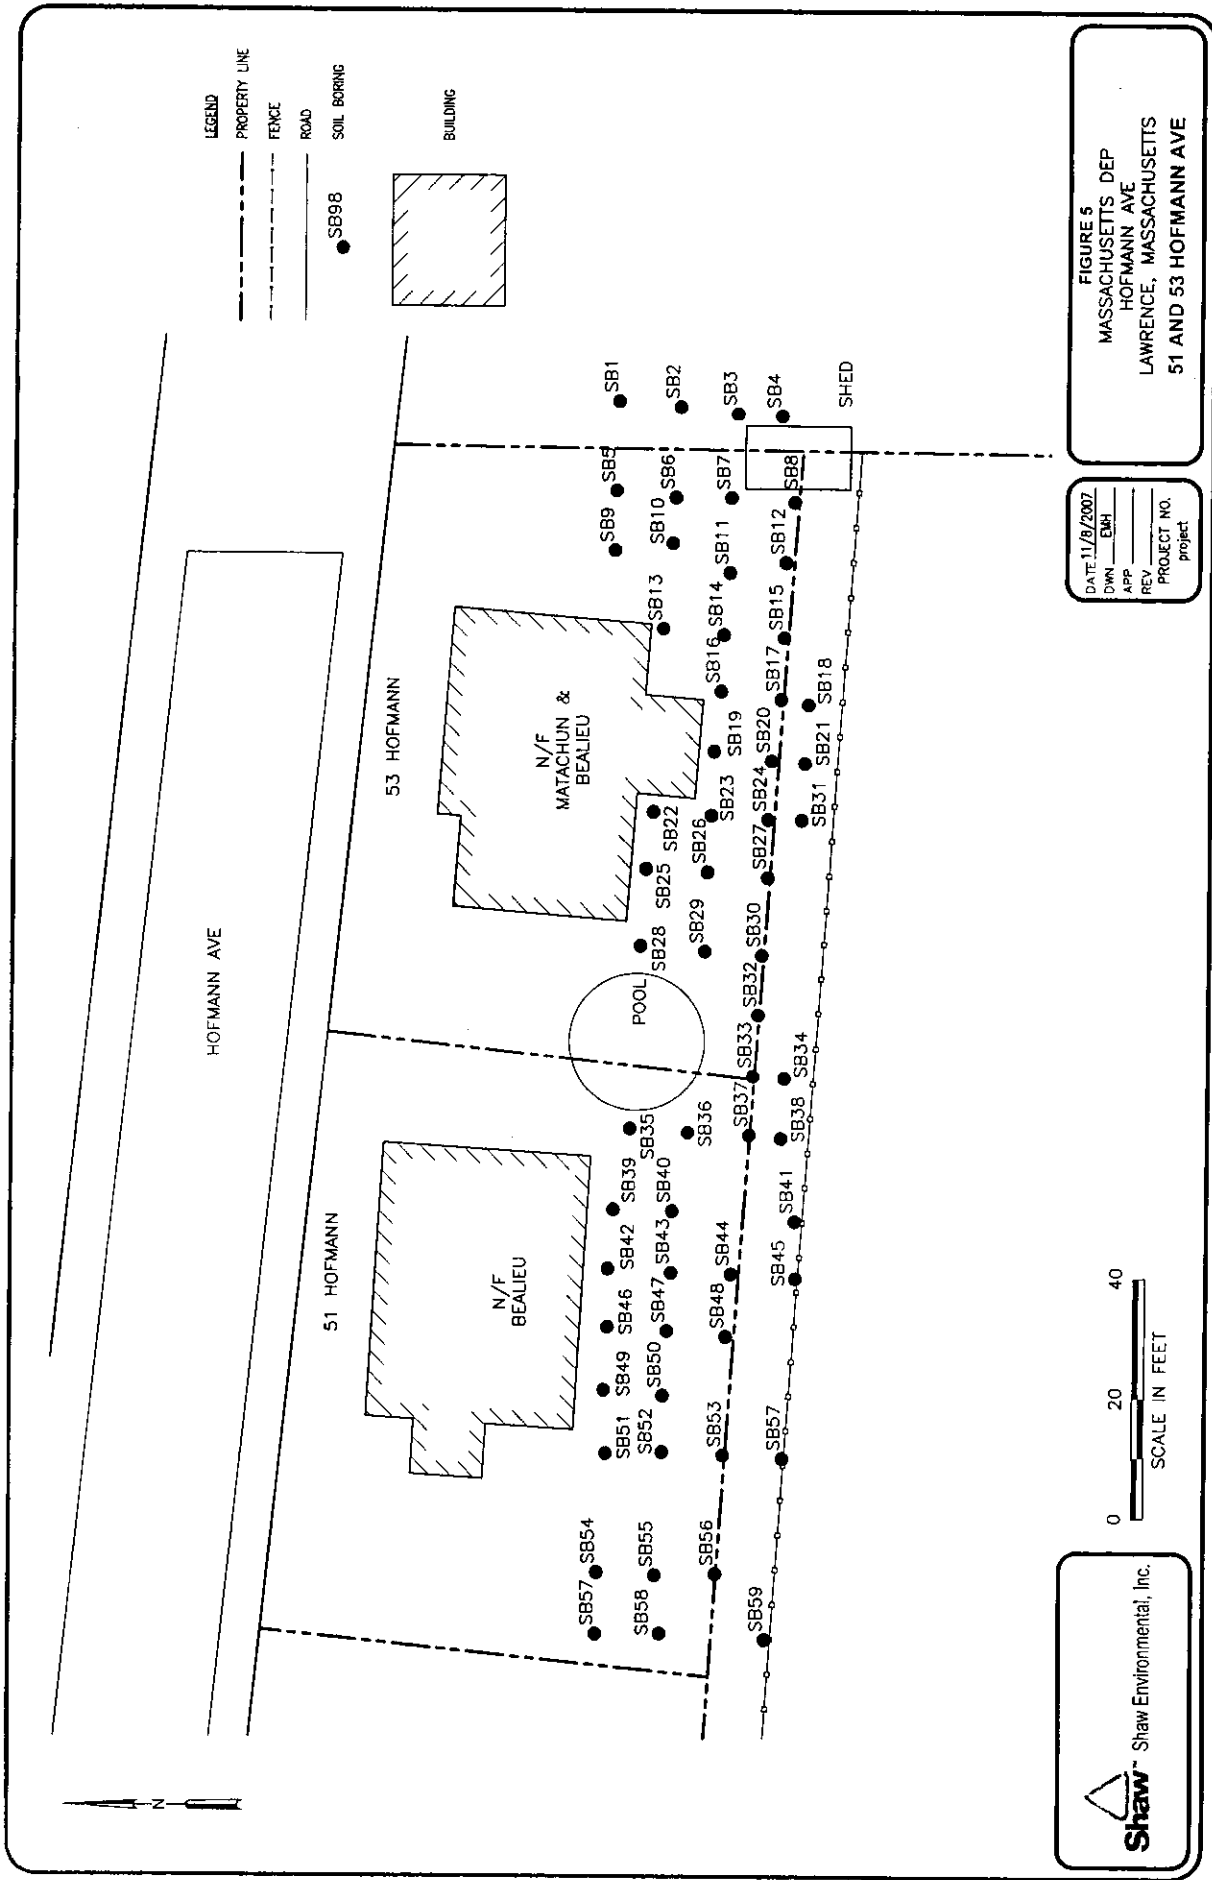 LEGEND
PROPERTY LINE
FENCE
ROAD
SB98
SOIL BORING
BUILDING
N
HOFMANN AVE
51 HOFMANN
53 HOFMANN
N/F
BEALIEU
N/F
MATACHUN &
BEALIEU
POOL
SHED
SB1
SB2
SB3
SB4
SB5
SB6
SB7
SB8
SB9
SB10
SB11
SB12
SB13
SB14
SB15
SB16
SB17
SB18
SB19
SB20
SB21
SB22
SB23
SB24
SB25
SB26
SB27
SB28
SB29
SB30
SB31
SB32
SB33
SB34
SB35
SB36
SB37
SB38
SB39
SB40
SB41
SB42
SB43
SB44
SB45
SB46
SB47
SB48
SB49
SB50
SB51
SB52
SB53
SB57
SB54
SB55
SB56
SB57
SB58
SB59
0 20 40
SCALE IN FEET
Shaw™ Shaw Environmental, Inc.
DATE 11/8/2007
DWN EMH
APP
REV
PROJECT NO.
project
FIGURE 5
MASSACHUSETTS DEP
HOFMANN AVE
LAWRENCE, MASSACHUSETTS
51 AND 53 HOFMANN AVE